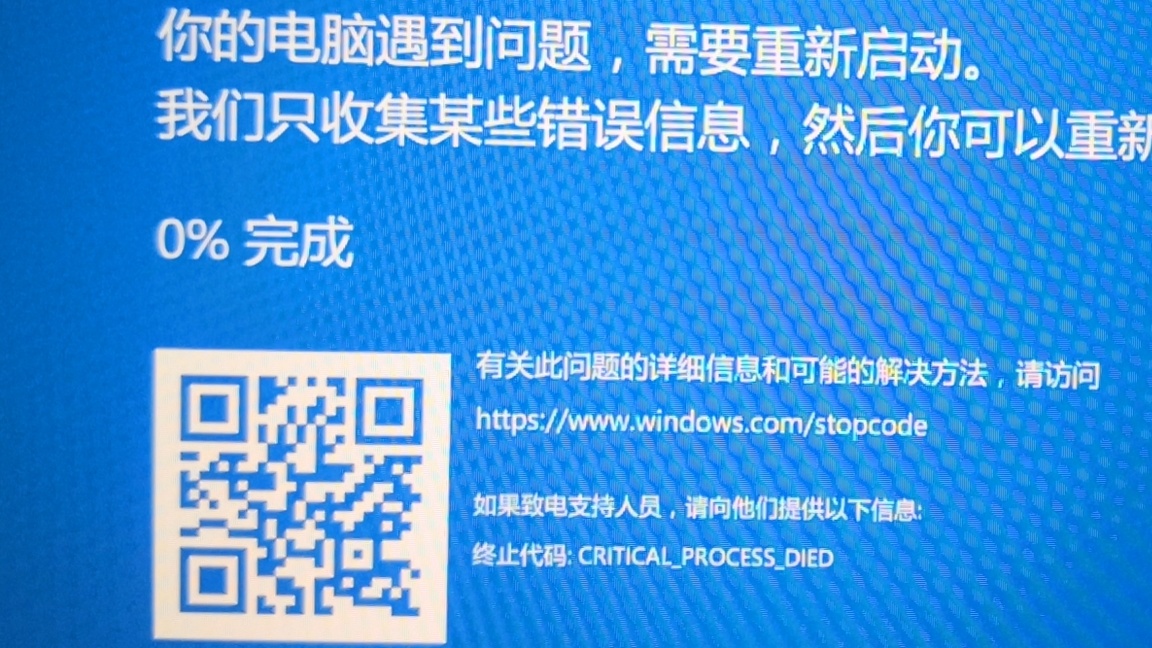 你的电脑遇到问题，需要重新启动。
我们只收集某些错误信息，然后你可以重新
0% 完成
有关此问题的详细信息和可能的解决方法，请访问
https://www.windows.com/stopcode
如果致电支持人员，请向他们提供以下信息:
终止代码: CRITICAL_PROCESS_DIED